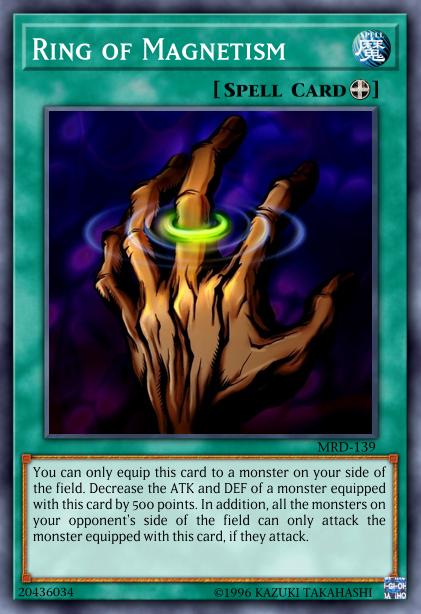 Ring of Magnetism
SPELL
魔
[Spell Card]
MRD-139
You can only equip this card to a monster on your side of
the field. Decrease the ATK and DEF of a monster equipped
with this card by 500 points. In addition, all the monsters on
your opponent's side of the field can only attack the
monster equipped with this card, if they attack.
20436034
©1996 KAZUKI TAKAHASHI